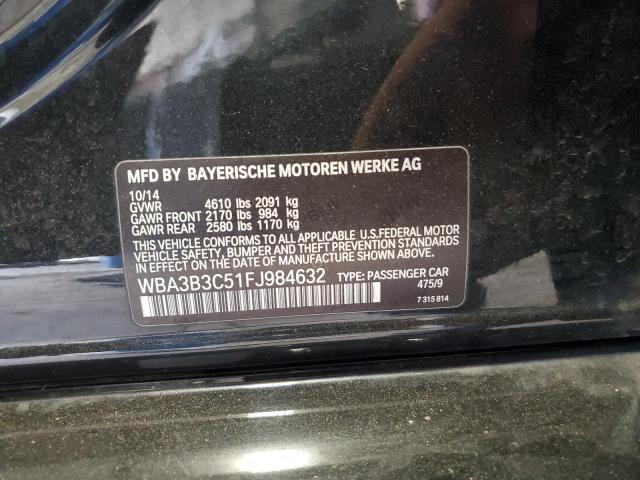 MFD BY BAYERISCHE MOTOREN WERKE AG
10/14
GVWR 4610 lbs 2091 kg
GAWR FRONT 2170 lbs 984 kg
GAWR REAR 2580 lbs 1170 kg
THIS VEHICLE CONFORMS TO ALL APPLICABLE U.S.FEDERAL MOTOR
VEHICLE SAFETY, BUMPER AND THEFT PREVENTION STANDARDS
IN EFFECT ON THE DATE OF MANUFACTURE SHOWN ABOVE.
WBA3B3C51FJ984632 TYPE: PASSENGER CAR
475/9
7 315 814